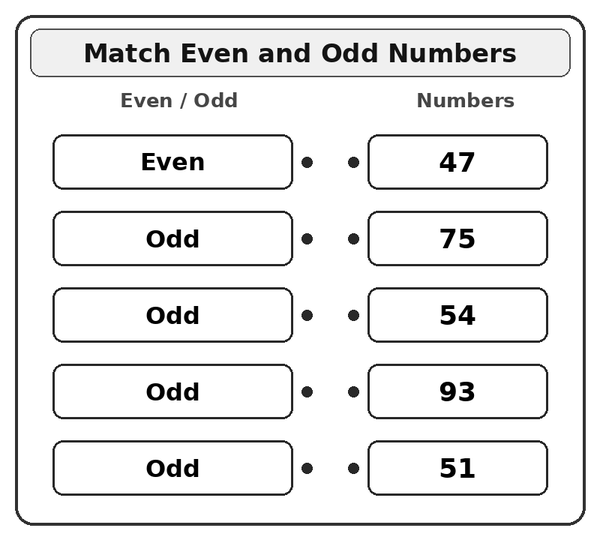 Match Even and Odd Numbers
Even / Odd Numbers
Even 47
Odd 75
Odd 54
Odd 93
Odd 51